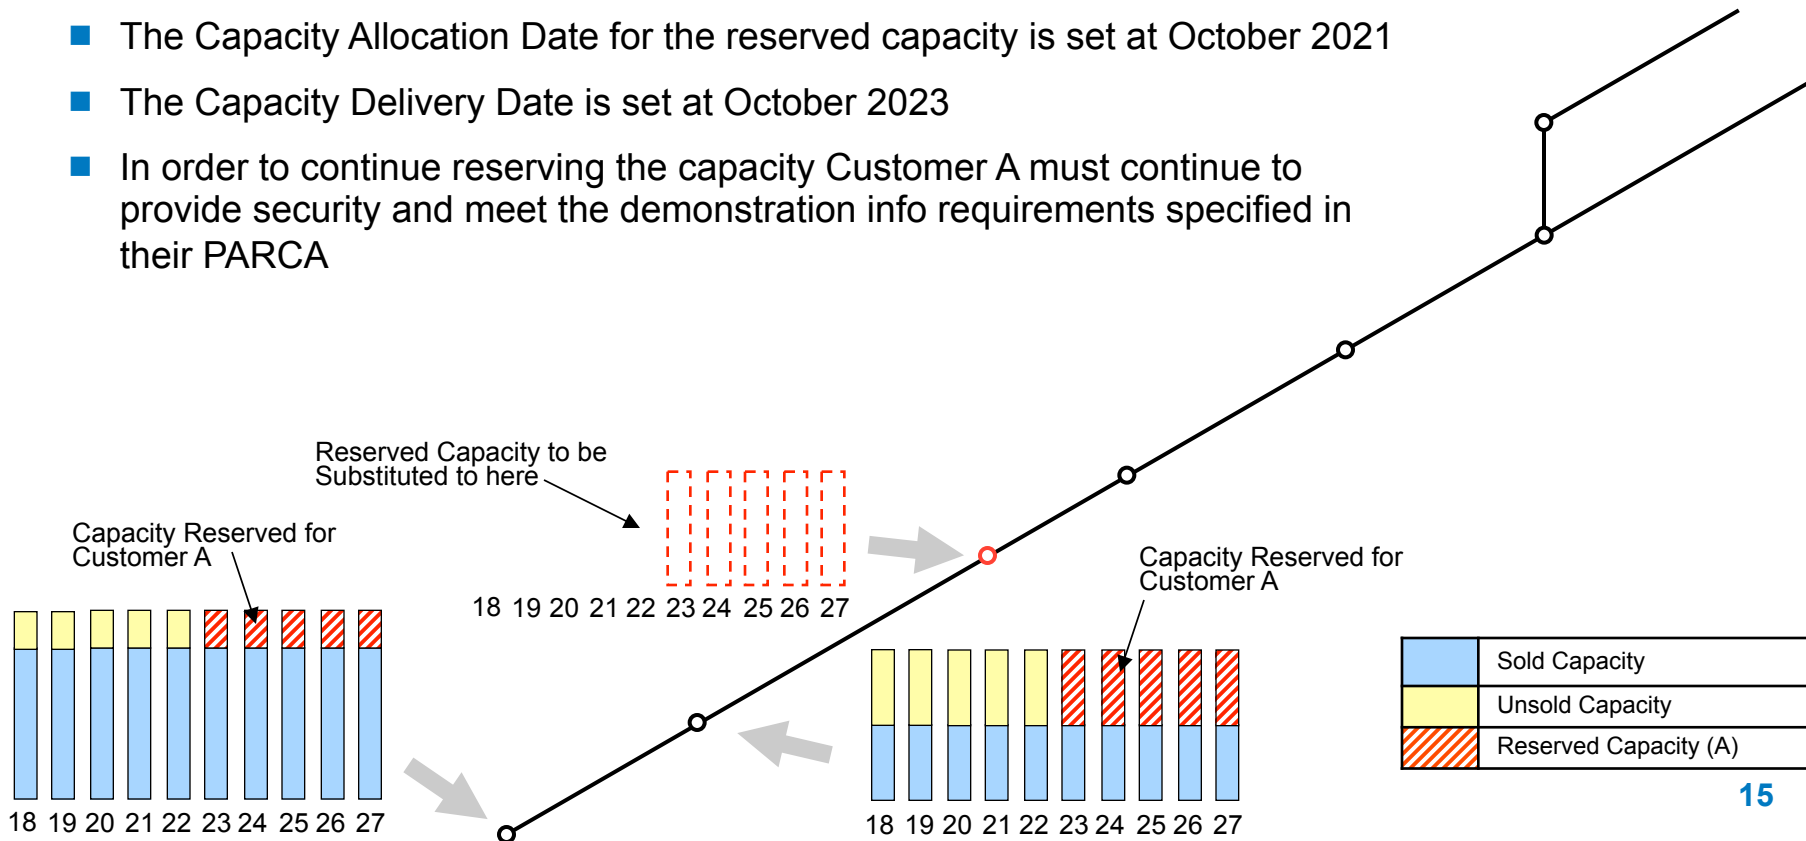 The Capacity Allocation Date for the reserved capacity is set at October 2021
The Capacity Delivery Date is set at October 2023
In order to continue reserving the capacity Customer A must continue to
provide security and meet the demonstration info requirements specified in
their PARCA
Reserved Capacity to be
Substituted to here
Capacity Reserved for
Customer A
Capacity Reserved for
Customer A
18 19 20 21 22 23 24 25 26 27
Sold Capacity
Unsold Capacity
Reserved Capacity (A)
15
18 19 20 21 22 23 24 25 26 27
18 19 20 21 22 23 24 25 26 27